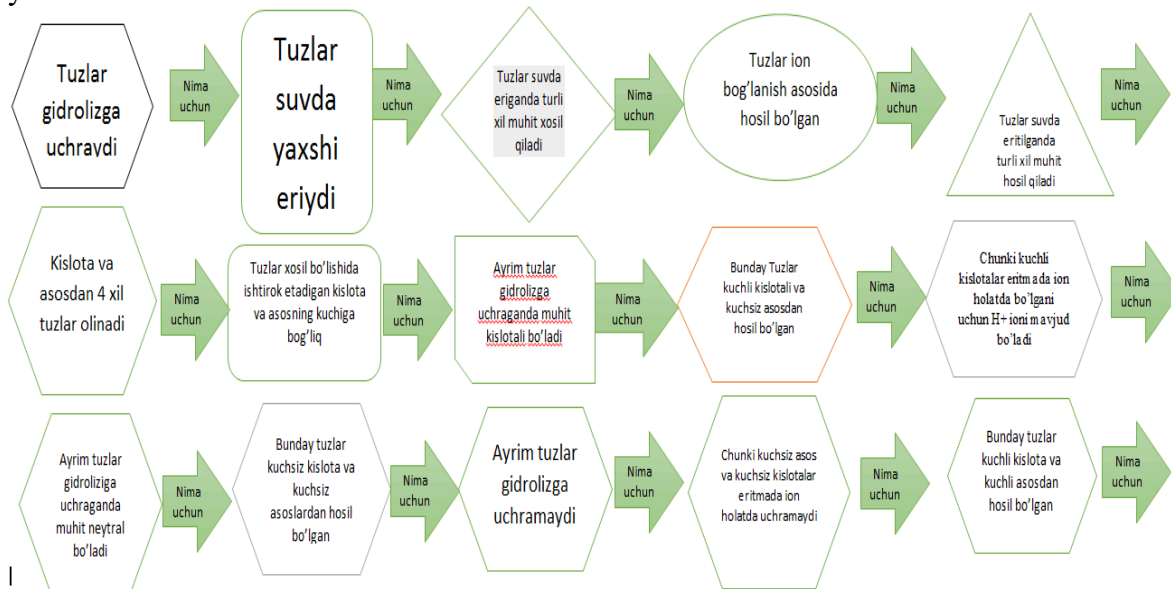 Tuzlar
gidrolizga
uchraydi
Nima
uchun
Tuzlar
suvda
yaxshi
eriydi
Nima
uchun
Tuzlar suvda
eriganda turli
xil muhit xosil
qiladi
Nima
uchun
Tuzlar ion
bog’lanish asosida
hosil bo’lgan
Nima
uchun
Tuzlar suvda
eritilganda
turli xil muhit
hosil qiladi
Nima
uchun
Kislota va
asosdan 4 xil
tuzlar olinadi
Nima
uchun
Tuzlar xosil bo’lishida
ishtirok etadigan kislota
va asosning kuchiga
bog’liq
Nima
uchun
Ayrim tuzlar
gidrolizga
uchraganda muhit
kislotali bo’ladi
Nima
uchun
Bunday Tuzlar
kuchli kislotali va
kuchsiz asosdan
hosil bo’lgan
Nima
uchun
Chunki kuchli
kislotalar eritmada ion
holatda bo`lgani
uchun H+ ioni mavjud
bo`ladi
Nima
uchun
Ayrim tuzlar
gidroliziga
uchraganda
muhit neytral
bo’ladi
Nima
uchun
Bunday tuzlar
kuchsiz kislota va
kuchsiz
asoslardan hosil
bo’lgan
Nima
uchun
Ayrim tuzlar
gidrolizga
uchramaydi
Nima
uchun
Chunki kuchsiz asos
va kuchsiz kislotalar
eritmada ion
holatda uchramaydi
Nima
uchun
Bunday tuzlar
kuchli kislota va
kuchli asosdan
hosil bo’lgan
Nima
uchun